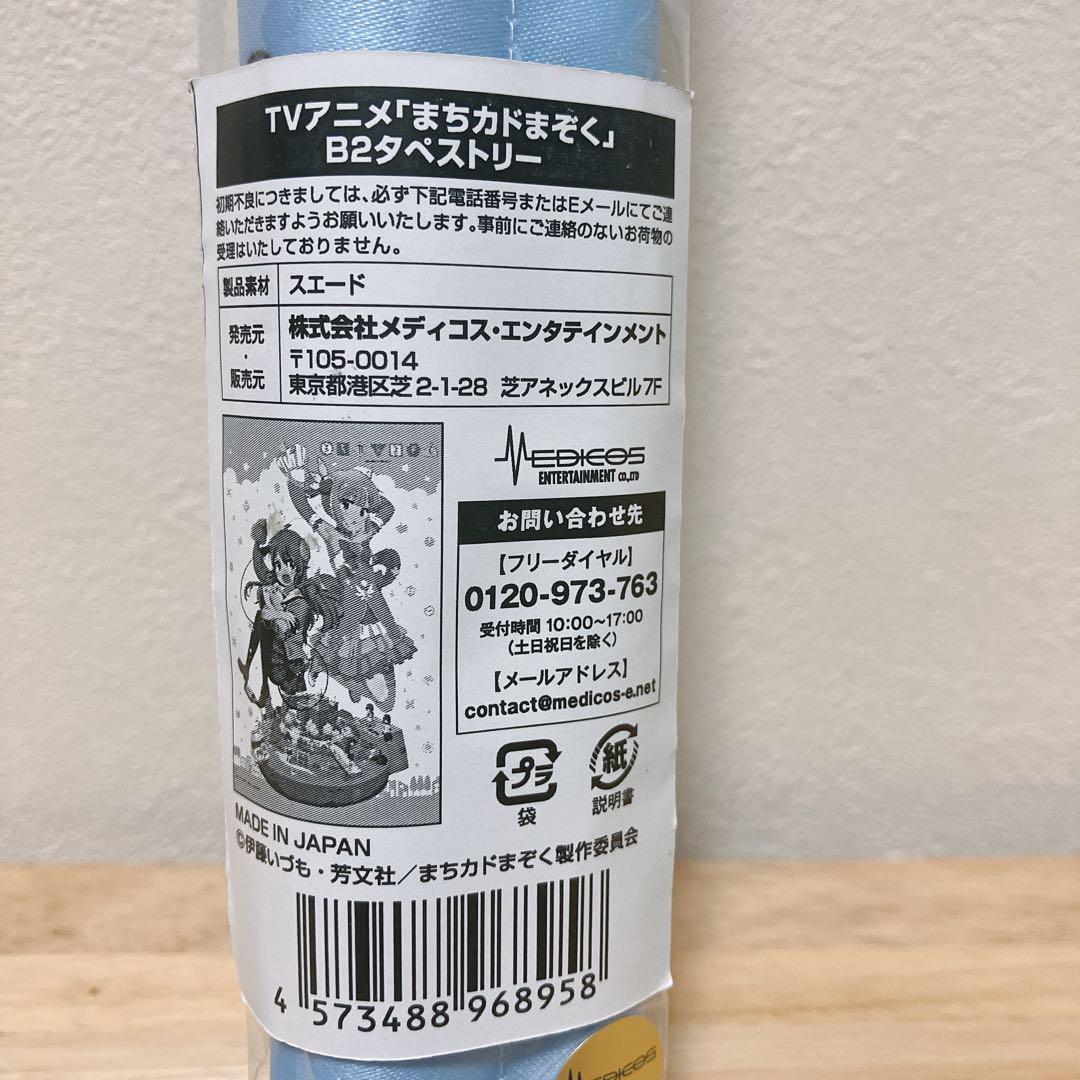 TVアニメ「まちカドまぞく」
B2タペストリー
初期不良につきましては、必ず下記電話番号またはEメールにてご連
絡いただきますようお願いいたします。事前にご連絡のないお荷物の
受理はいたしておりません。
製品素材 スエード
発売元・販売元 株式会社メディコス・エンタテインメント
〒105-0014
東京都港区芝2-1-28 芝アネックスビル7F
MEDICOS
ENTERTAINMENT CO.,LTD
お問い合わせ先
【フリーダイヤル】
0120-973-763
受付時間 10:00～17:00
(土日祝日を除く)
【メールアドレス】
contact@medicos-e.net
プラ
袋
紙
説明書
MADE IN JAPAN
©伊藤いづも・芳文社/まちカドまぞく製作委員会
4 573488 968958
MEDICOS